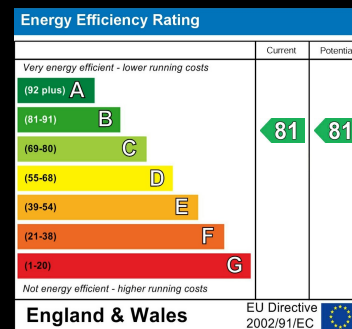 Energy Efficiency Rating
Current Potentia
Very energy efficient - lower running costs
(92 plus) A
(81-91) B
81 81
(69-80) C
(55-68) D
(39-54) E
(21-38) F
(1-20) G
Not energy efficient - higher running costs
England & Wales
EU Directive
2002/91/EC